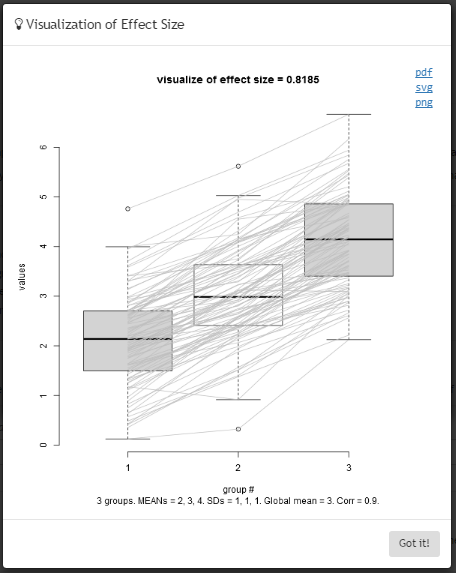 Visualization of Effect Size
visualize of effect size = 0.8185
pdf
svg
png
6
5
4
3
2
1
0
values
1 2 3
group #
3 groups. MEANs = 2, 3, 4. SDs = 1, 1, 1. Global mean = 3. Corr = 0.9.
Got it!